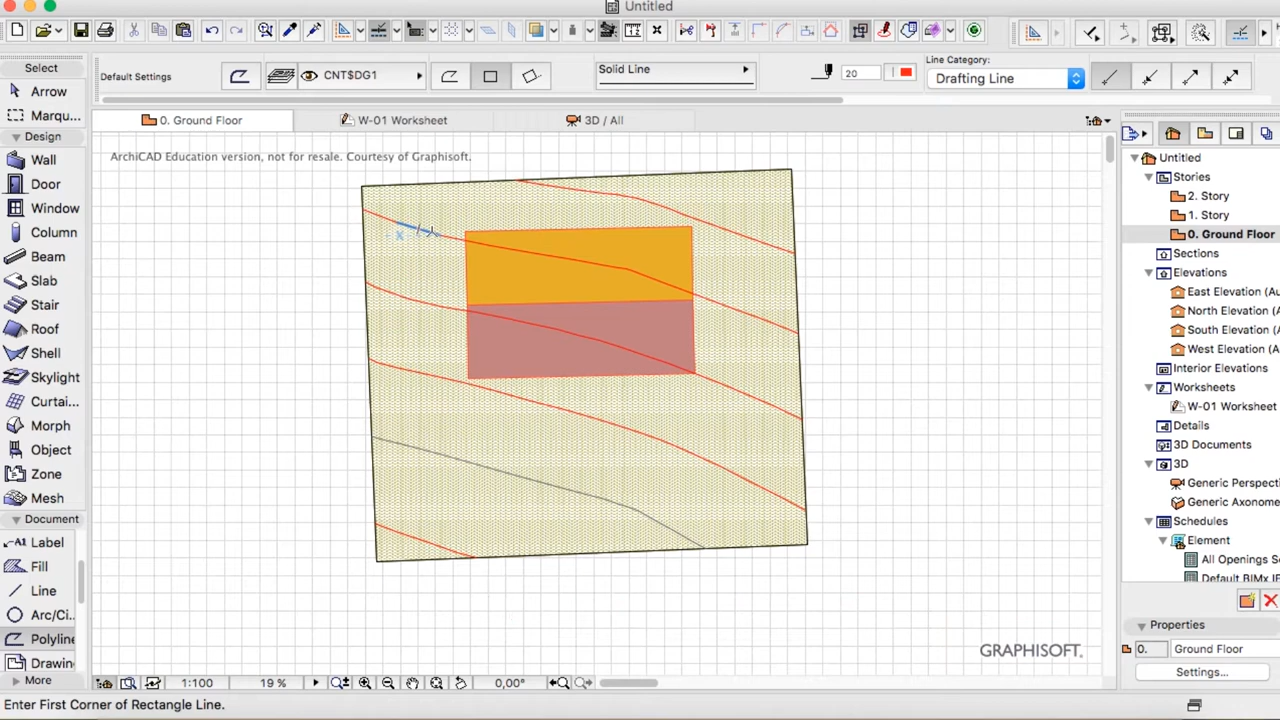 Untitled
Select
Default Settings
CNT$DG1
Solid Line
20
Line Category:
Drafting Line
Arrow
Marqu...
Design
Wall
Door
Window
Column
Beam
Slab
Stair
Roof
Shell
Skylight
Curtai...
Morph
Object
Zone
Mesh
Document
Label
Fill
Line
Arc/Ci...
Polyline
Drawing
More
0. Ground Floor
W-01 Worksheet
3D / All
ArchiCAD Education version, not for resale. Courtesy of Graphisoft.
GRAPHISOFT.
Untitled
Stories
2. Story
1. Story
0. Ground Floor
Sections
Elevations
East Elevation (Au
North Elevation (A
South Elevation (A
West Elevation (A
Interior Elevations
Worksheets
W-01 Worksheet
Details
3D Documents
3D
Generic Perspecti
Generic Axonome
Schedules
Element
All Openings S
Default BIMx IF
Properties
0.
Ground Floor
Settings...
1:100
19 %
0,00°
Enter First Corner of Rectangle Line.